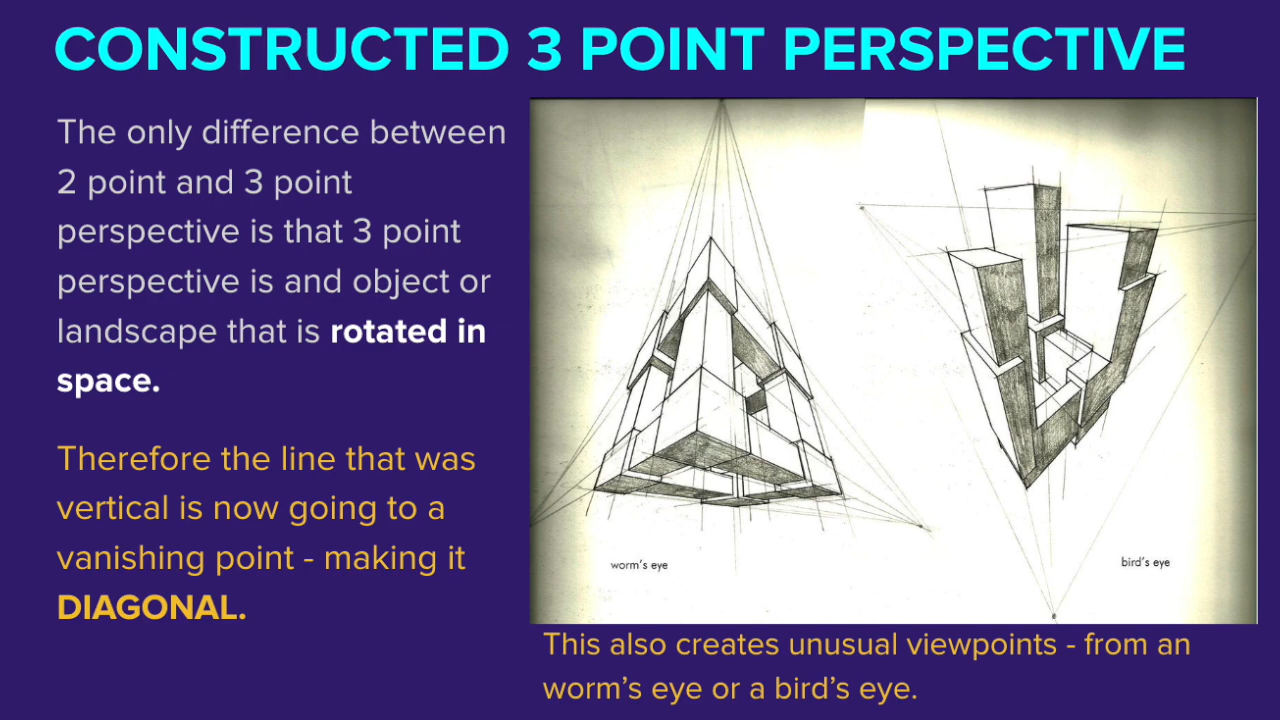 CONSTRUCTED 3 POINT PERSPECTIVE
The only difference between
2 point and 3 point
perspective is that 3 point
perspective is and object or
landscape that is rotated in
space.
Therefore the line that was
vertical is now going to a
vanishing point - making it
DIAGONAL.
worm's eye
bird's eye
This also creates unusual viewpoints - from an
worm's eye or a bird's eye.